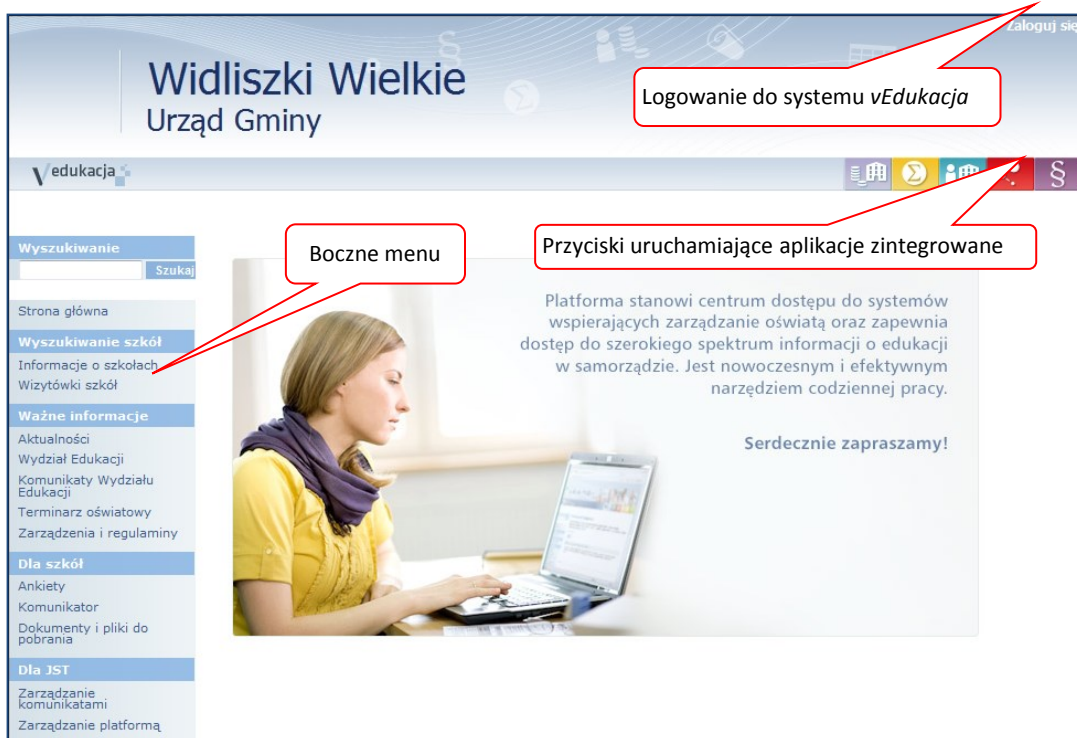 Zaloguj się
Widliszki Wielkie
Urząd Gminy
Logowanie do systemu vEdukacja
Vedukacja
Σ
§
Wyszukiwanie
Szukaj
Boczne menu
Przyciski uruchamiające aplikacje zintegrowane
Strona główna
Wyszukiwanie szkół
Informacje o szkołach
Wizytówki szkół
Ważne informacje
Aktualności
Wydział Edukacji
Komunikaty Wydziału
Edukacji
Terminarz oświatowy
Zarządzenia i regulaminy
Dla szkół
Ankiety
Komunikator
Dokumenty i pliki do
pobrania
Dla JST
Zarządzanie
komunikatami
Zarządzanie platformą
Platforma stanowi centrum dostępu do systemów
wspierających zarządzanie oświatą oraz zapewnia
dostęp do szerokiego spektrum informacji o edukacji
w samorządzie. Jest nowoczesnym i efektywnym
narzędziem codziennej pracy.
Serdecznie zapraszamy!